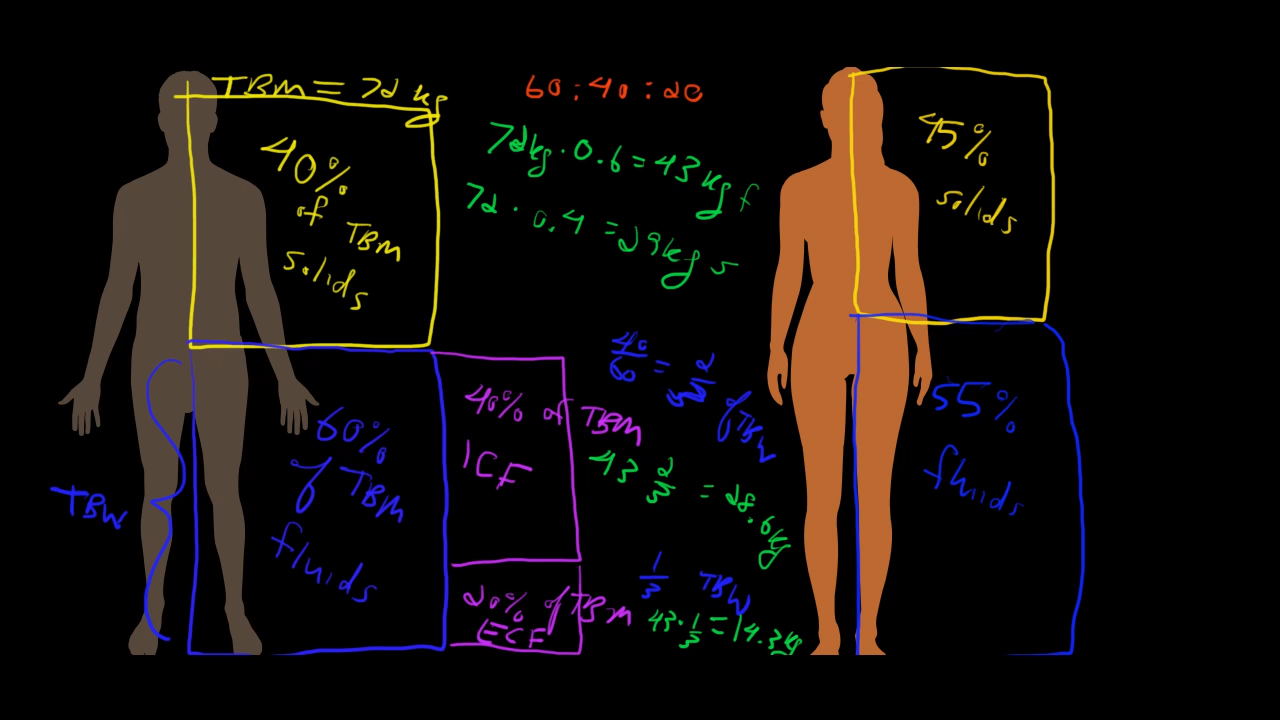 TBM = 72 kg
40%
of TBM
solids
60 : 40 : 20
72kg · 0.6 = 43 kg f
72 · 0.4 = 29kg s
45%
solids
60%
of TBM
fluids
TBW
40% of TBM
ICF
20% of TBM
ECF
40/60 = 2/3 of TBW
43 2/3 = 28.6kg
1/3 TBW
43 · 1/3 = 14.3kg
55%
fluids